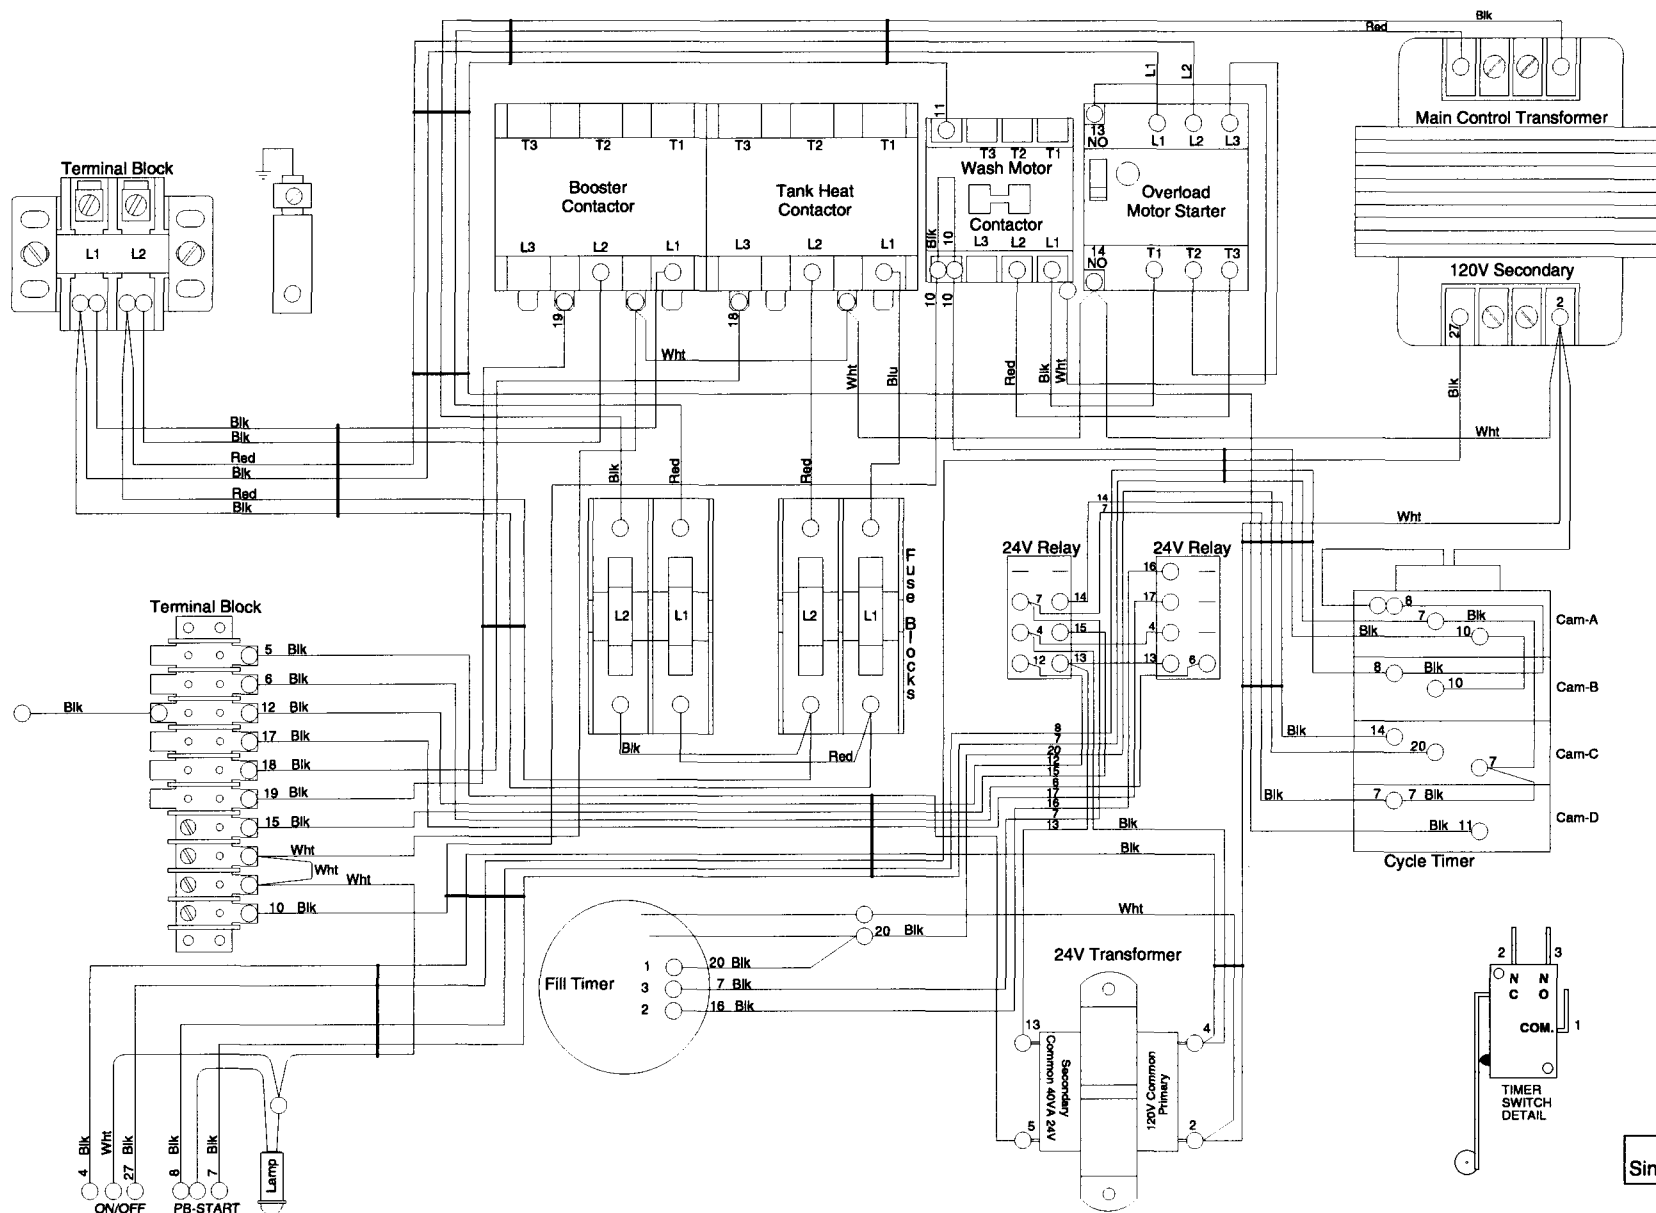 Blk
Red
Main Control Transformer
120V Secondary
27
2
Blk
Wht
Wht
L1
L2
11
13
NO
L1
L2
L3
Overload
Motor Starter
14
NO
T1
T2
T3
T3
T2
T1
Wash Motor
Contactor
Blk
10
L3
L2
L1
10
10
Red
Blk
Wht
T3
T2
T1
Booster
Contactor
L3
L2
L1
19
T3
T2
T1
Tank Heat
Contactor
L3
L2
L1
18
Wht
Wht
Blu
Terminal Block
L1
L2
Blk
Blk
Red
Blk
Red
Blk
Blk
Red
Red
L2
L1
L2
L1
Fuse Blocks
Blk
Red
14
7
24V Relay
7
14
4
15
12
13
24V Relay
16
17
4
13
6
8
7
20
12
15
6
17
16
7
13
Blk
Blk
8
7
Blk
Cam-A
Blk
10
8
Blk
10
Cam-B
Blk
14
20
7
Cam-C
Blk
7
7
Blk
Blk
11
Cam-D
Cycle Timer
Terminal Block
5 Blk
6 Blk
Blk
12 Blk
17 Blk
18 Blk
19 Blk
15 Blk
Wht
Wht
Wht
10 Blk
Wht
20 Blk
Fill Timer
1
20 Blk
3
7 Blk
2
16 Blk
24V Transformer
13
5
Secondary
Common 40VA 24V
120V Common
Primary
4
2
2
3
N
C
N
O
COM.
1
TIMER
SWITCH
DETAIL
4 Blk
Wht
27 Blk
8 Blk
7 Blk
Lamp
ON/OFF
PB-START
Sin